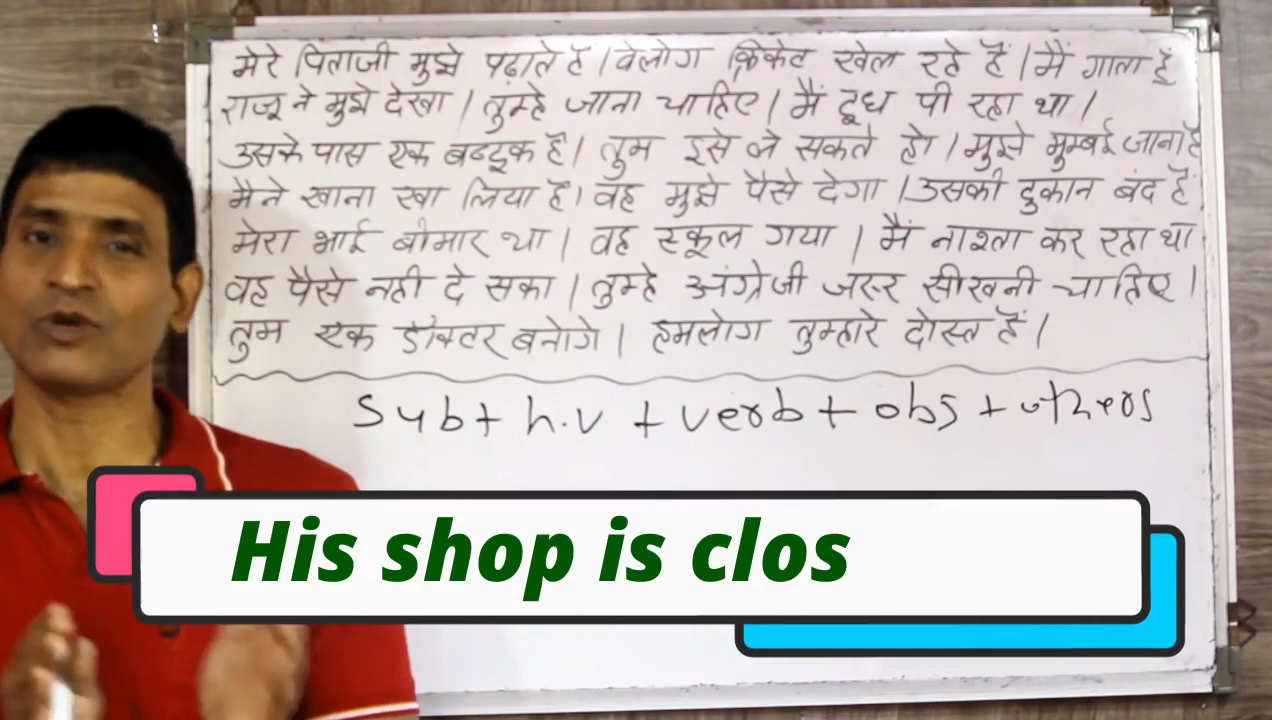 मेरे पिताजी मुझे पढ़ाते हैं। वेलोग क्रिकेट खेल रहे हैं। मैं गाता हूँ
राजू ने मुझे देखा। तुम्हे जाना चाहिए। मैं दूध पी रहा था।
उसके पास एक बन्दूक है। तुम इसे ले सकते हो। मुझे मुम्बई जाना है
मैने खाना खा लिया है। वह मुझे पैसे देगा। उसकी दुकान बंद है
मेरा भाई बीमार था। वह स्कूल गया। मैं नाश्ता कर रहा था
वह पैसे नही दे सका। तुम्हे अंग्रेजी जरूर सीखनी चाहिए।
तुम एक डॉक्टर बनोगे। हमलोग तुम्हारे दोस्त हैं।
Sub + h.v + verb + obj + others
His shop is clos